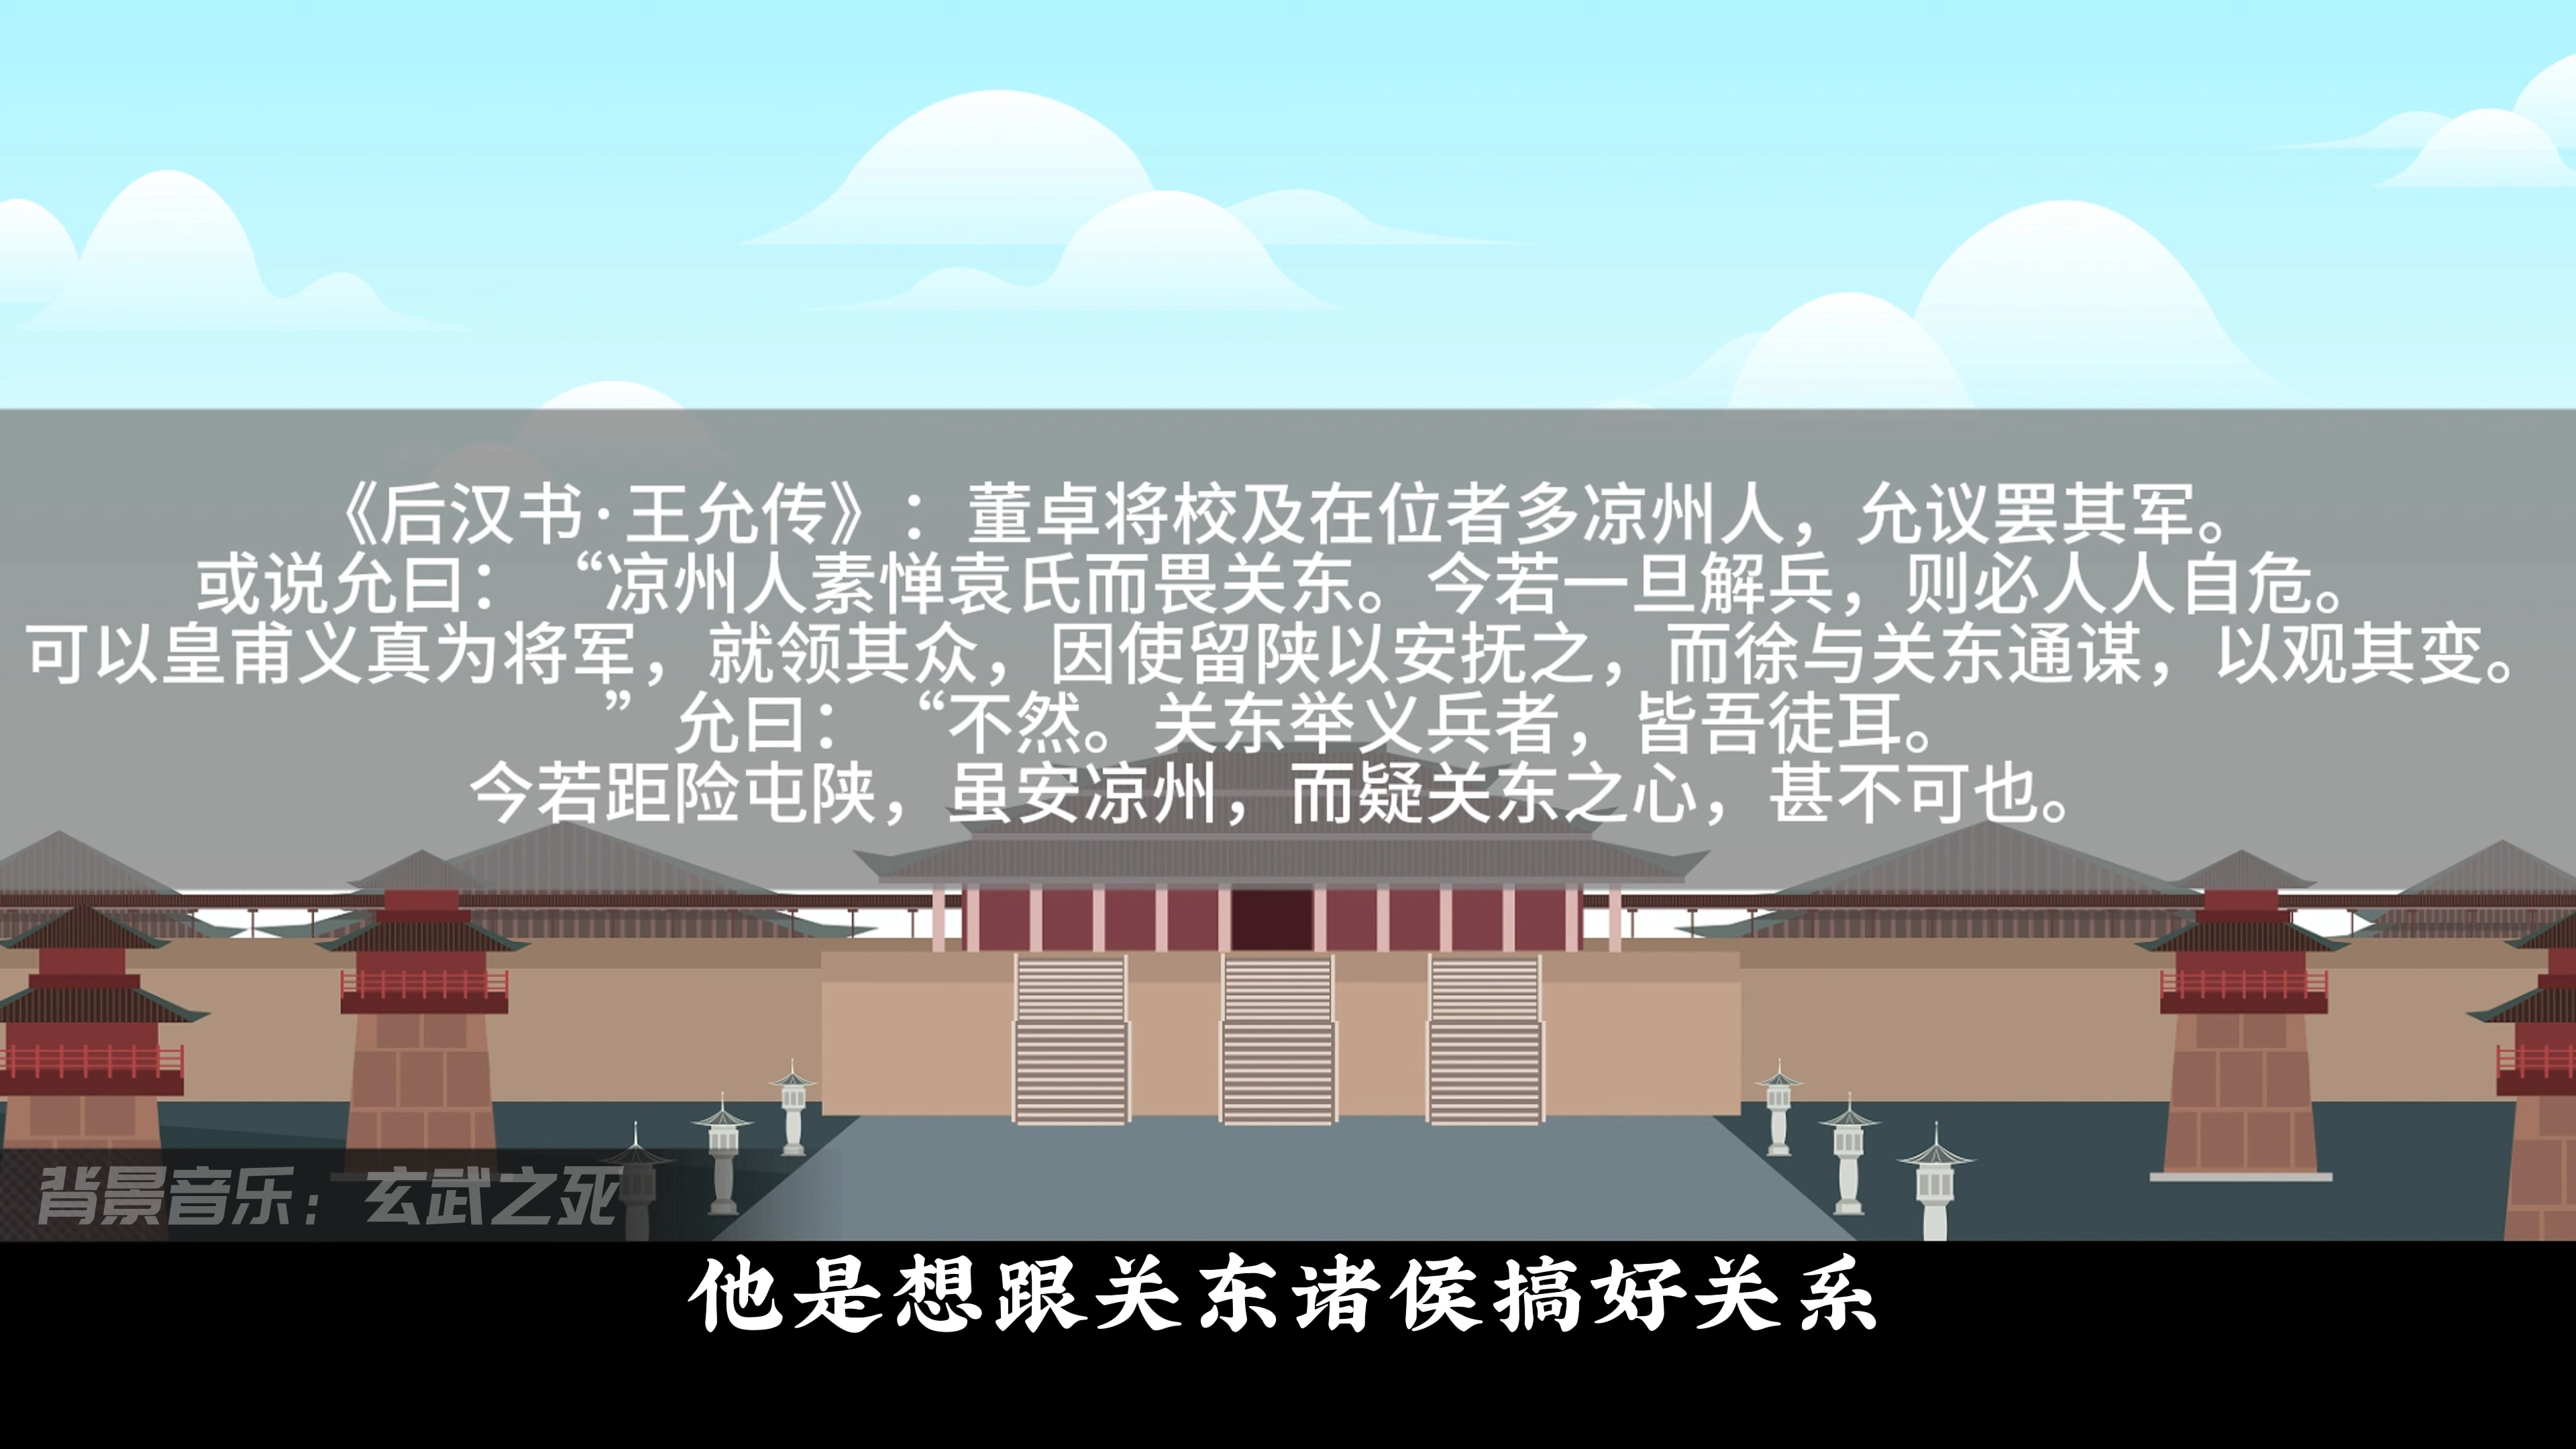 《后汉书·王允传》：董卓将校及在位者多凉州人，允议罢其军。
或说允曰：“凉州人素惮袁氏而畏关东。今若一旦解兵，则必人人自危。
可以皇甫义真为将军，就领其众，因使留陕以安抚之，而徐与关东通谋，以观其变。
”允曰：“不然。关东举义兵者，皆吾徒耳。
今若距险屯陕，虽安凉州，而疑关东之心，甚不可也。
背景音乐：玄武之死
他是想跟关东诸侯搞好关系